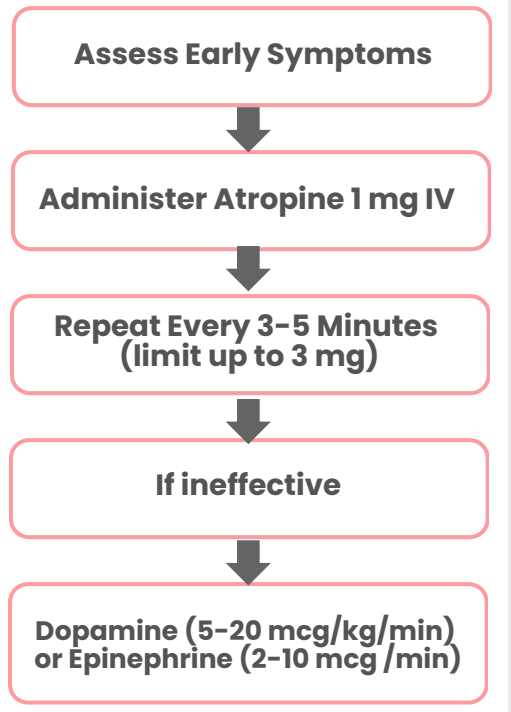 Assess Early Symptoms
Administer Atropine 1 mg IV
Repeat Every 3-5 Minutes
(limit up to 3 mg)
If ineffective
Dopamine (5-20 mcg/kg/min)
or Epinephrine (2-10 mcg /min)